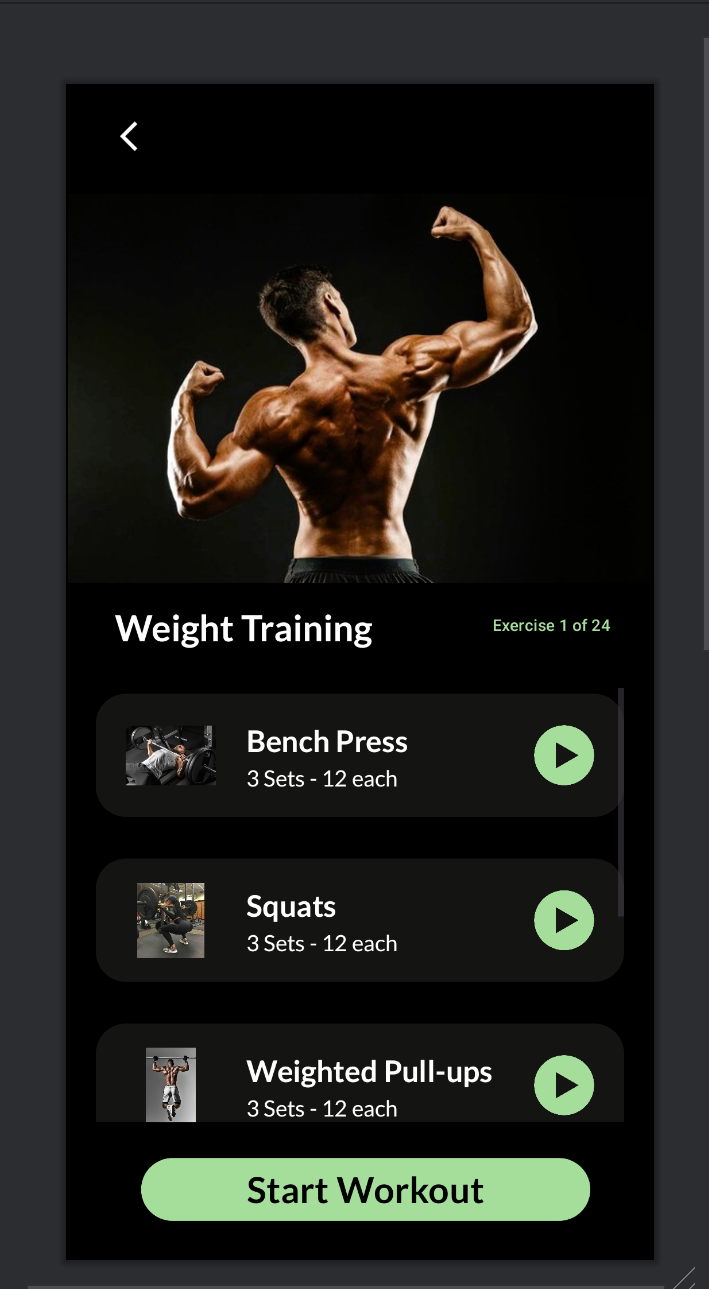 Weight Training
Exercise 1 of 24
Bench Press
3 Sets - 12 each
Squats
3 Sets - 12 each
Weighted Pull-ups
3 Sets - 12 each
Start Workout